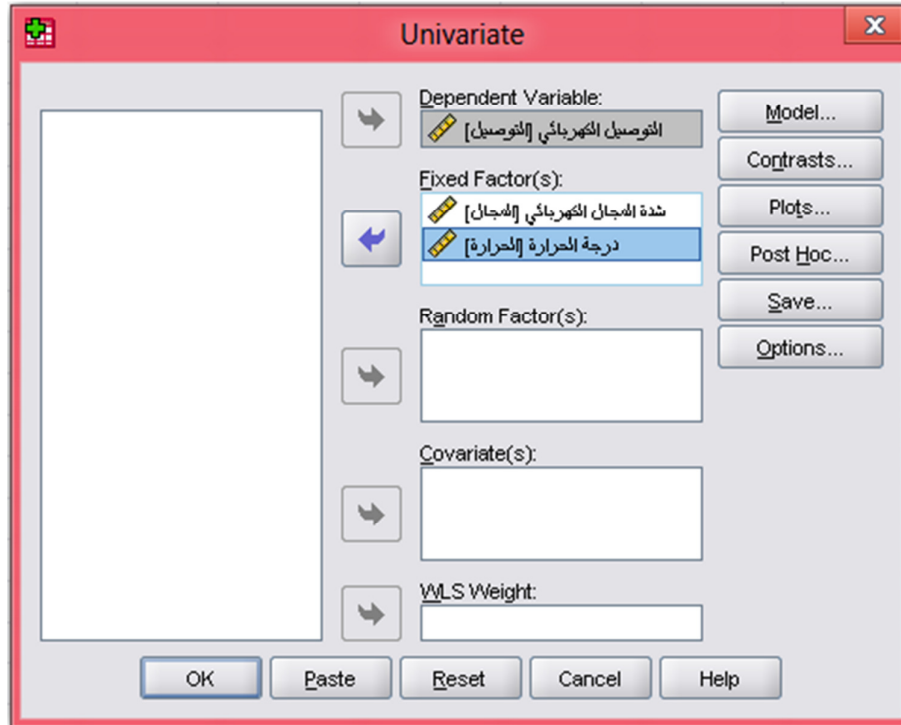 Univariate
Dependent Variable:
التوصيل الكهربائي [التوصيل]
Fixed Factor(s):
شدة المجال الكهربائي [المجال]
درجة الحرارة [الحرارة]
Random Factor(s):
Covariate(s):
WLS Weight:
Model...
Contrasts...
Plots...
Post Hoc...
Save...
Options...
OK
Paste
Reset
Cancel
Help